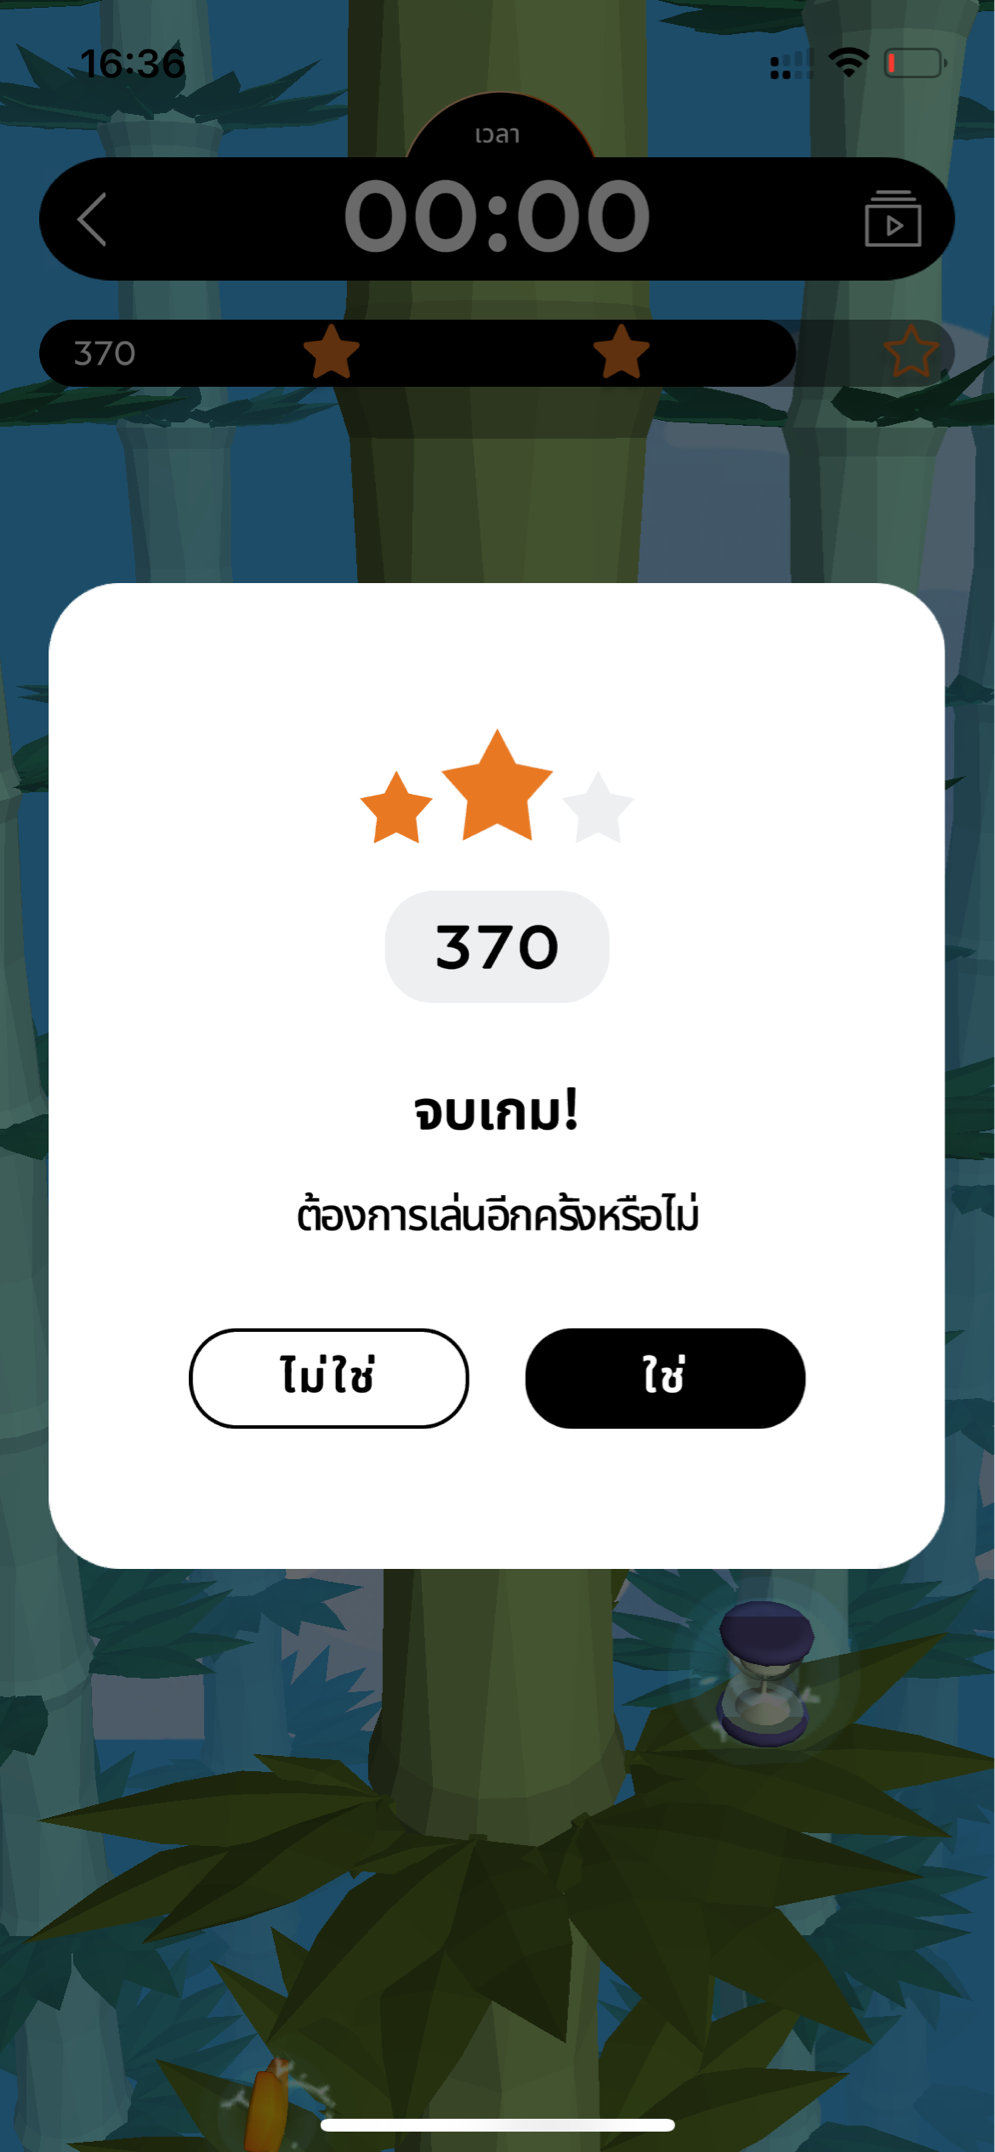 16:36
เวลา
00:00
370
370
จบเกม!
ต้องการเล่นอีกครั้งหรือไม่
ไม่ใช่
ใช่